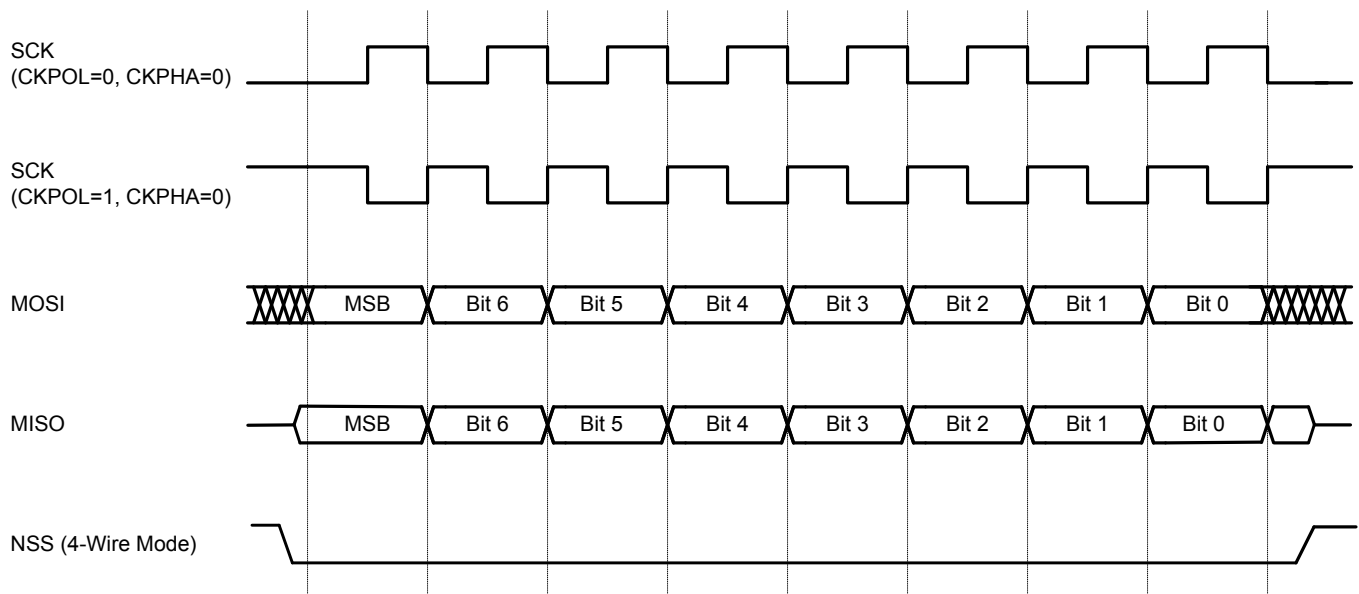 SCK
(CKPOL=0, CKPHA=0)
SCK
(CKPOL=1, CKPHA=0)
MOSI
MSB Bit 6 Bit 5 Bit 4 Bit 3 Bit 2 Bit 1 Bit 0
MISO
MSB Bit 6 Bit 5 Bit 4 Bit 3 Bit 2 Bit 1 Bit 0
NSS (4-Wire Mode)